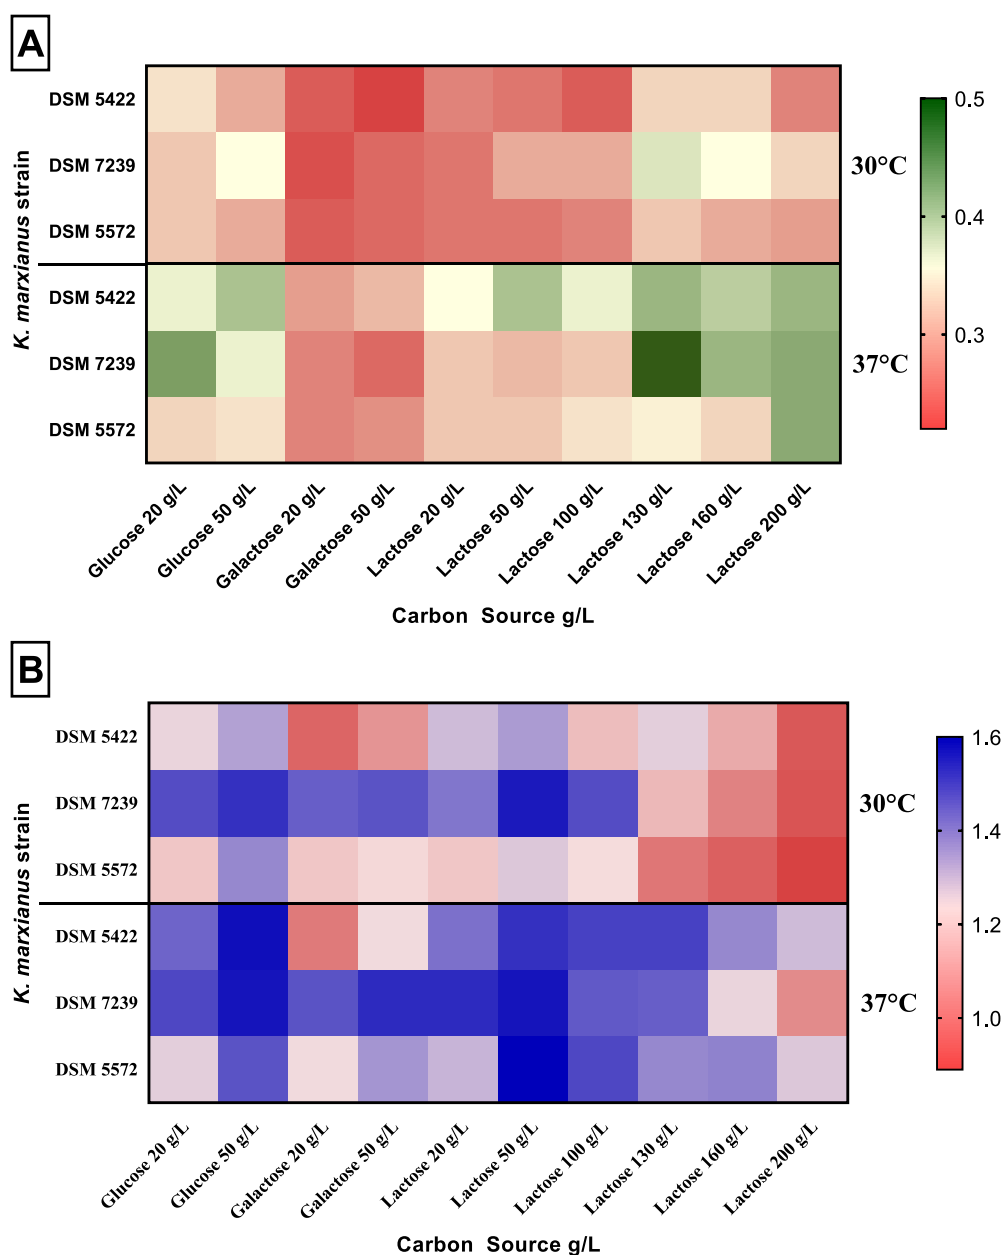 A
DSM 5422
DSM 7239
DSM 5572
DSM 5422
DSM 7239
DSM 5572
K. marxianus strain
30°C
37°C
0.5
0.4
0.3
Glucose 20 g/L
Glucose 50 g/L
Galactose 20 g/L
Galactose 50 g/L
Lactose 20 g/L
Lactose 50 g/L
Lactose 100 g/L
Lactose 130 g/L
Lactose 160 g/L
Lactose 200 g/L
Carbon Source g/L
B
DSM 5422
DSM 7239
DSM 5572
DSM 5422
DSM 7239
DSM 5572
K. marxianus strain
30°C
37°C
1.6
1.4
1.2
1.0
Glucose 20 g/L
Glucose 50 g/L
Galactose 20 g/L
Galactose 50 g/L
Lactose 20 g/L
Lactose 50 g/L
Lactose 100 g/L
Lactose 130 g/L
Lactose 160 g/L
Lactose 200 g/L
Carbon Source g/L